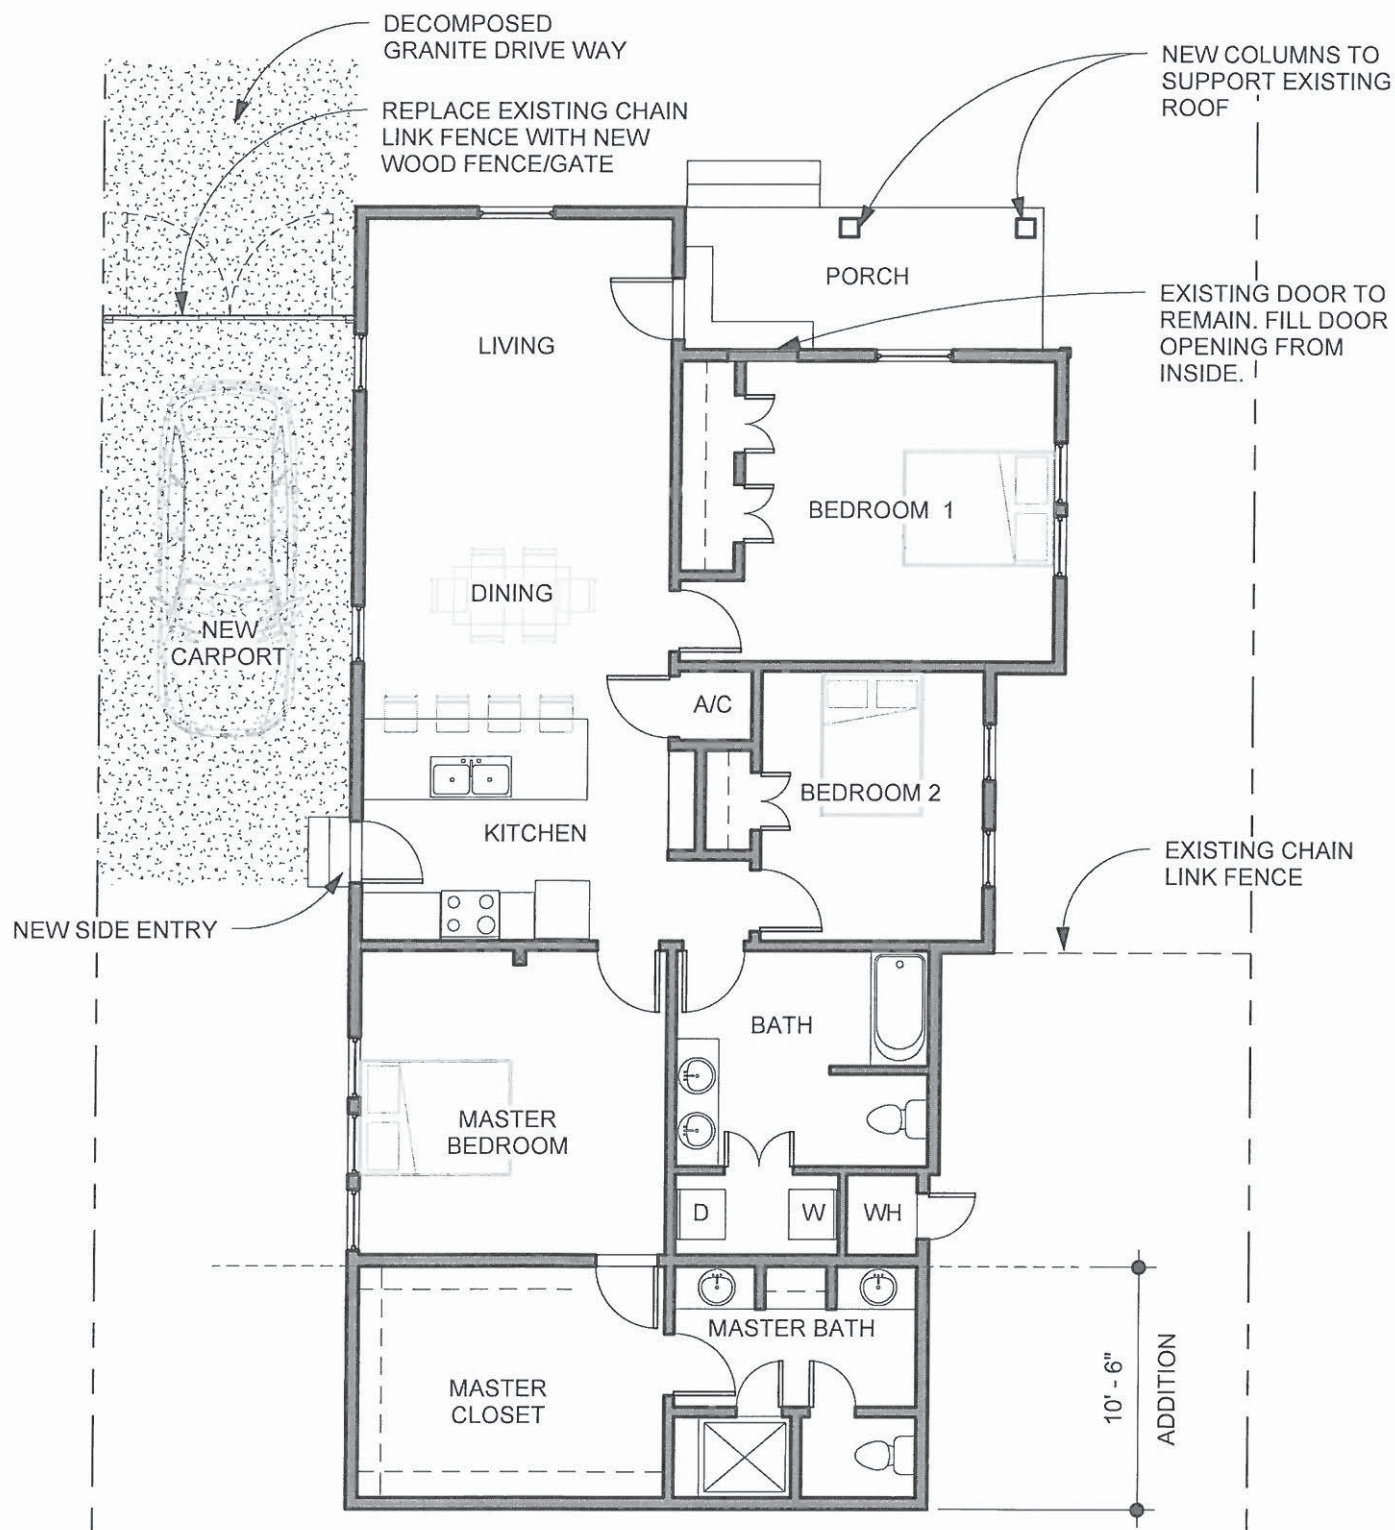 DECOMPOSED
GRANITE DRIVE WAY
REPLACE EXISTING CHAIN
LINK FENCE WITH NEW
WOOD FENCE/GATE
NEW COLUMNS TO
SUPPORT EXISTING
ROOF
PORCH
EXISTING DOOR TO
REMAIN. FILL DOOR
OPENING FROM
INSIDE.
LIVING
BEDROOM 1
DINING
NEW
CARPORT
A/C
BEDROOM 2
KITCHEN
EXISTING CHAIN
LINK FENCE
NEW SIDE ENTRY
BATH
MASTER
BEDROOM
D
W
WH
MASTER BATH
MASTER
CLOSET
10' - 6"
ADDITION